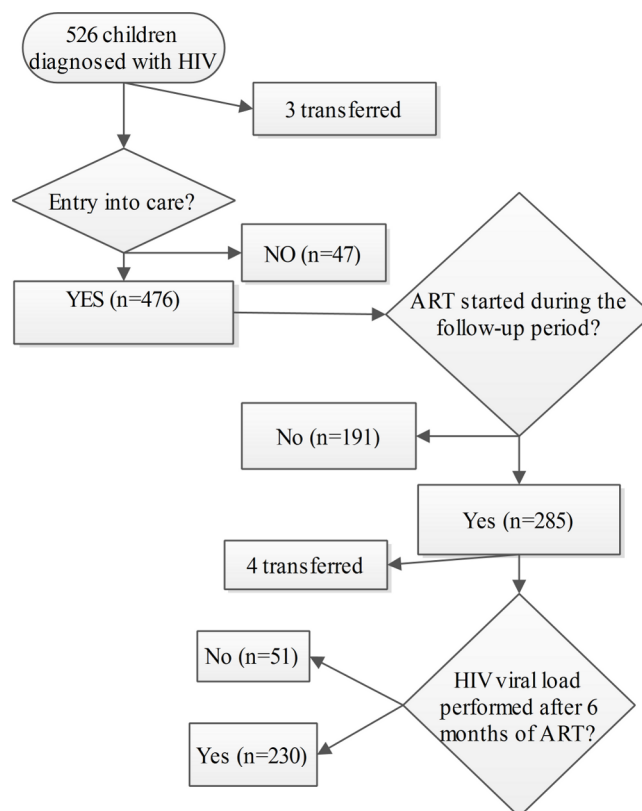 526 children
diagnosed with HIV
3 transferred
Entry into care?
NO (n=47)
YES (n=476)
ART started during the
follow-up period?
No (n=191)
Yes (n=285)
4 transferred
No (n=51)
HIV viral load
performed after 6
months of ART?
Yes (n=230)